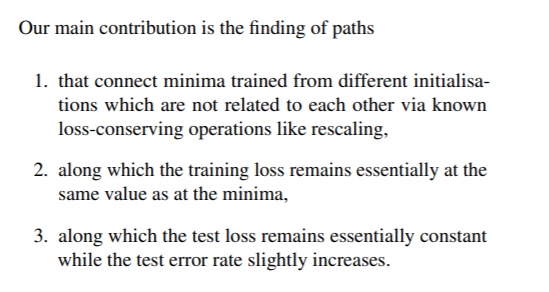 Our main contribution is the finding of paths
1. that connect minima trained from different initialisa-
tions which are not related to each other via known
loss-conserving operations like rescaling,
2. along which the training loss remains essentially at the
same value as at the minima,
3. along which the test loss remains essentially constant
while the test error rate slightly increases.